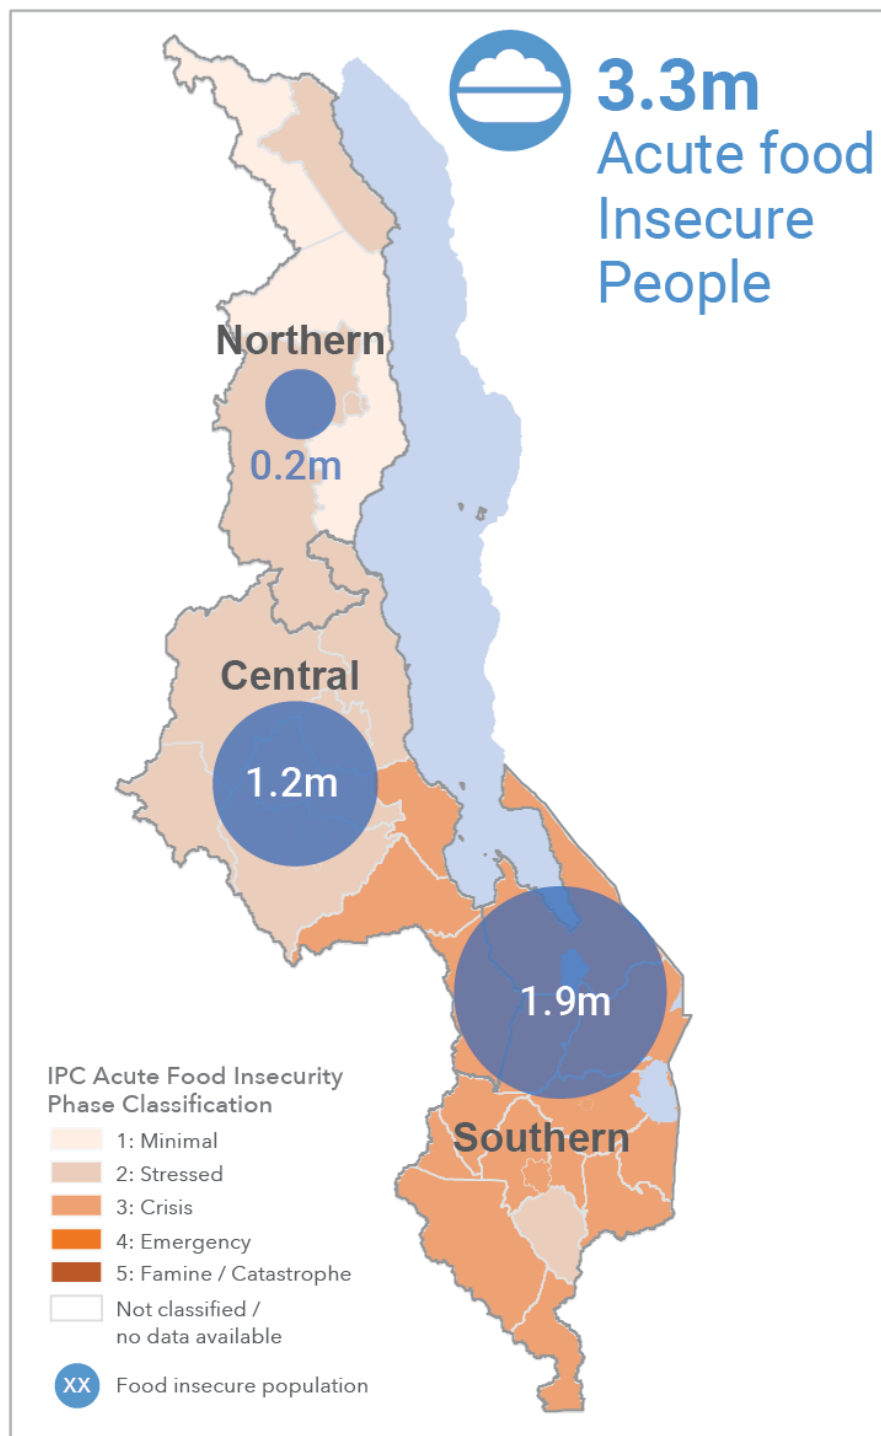 3.3m
Acute food
Insecure
People
Northern
0.2m
Central
1.2m
1.9m
Southern
IPC Acute Food Insecurity
Phase Classification
1: Minimal
2: Stressed
3: Crisis
4: Emergency
5: Famine / Catastrophe
Not classified /
no data available
XX Food insecure population